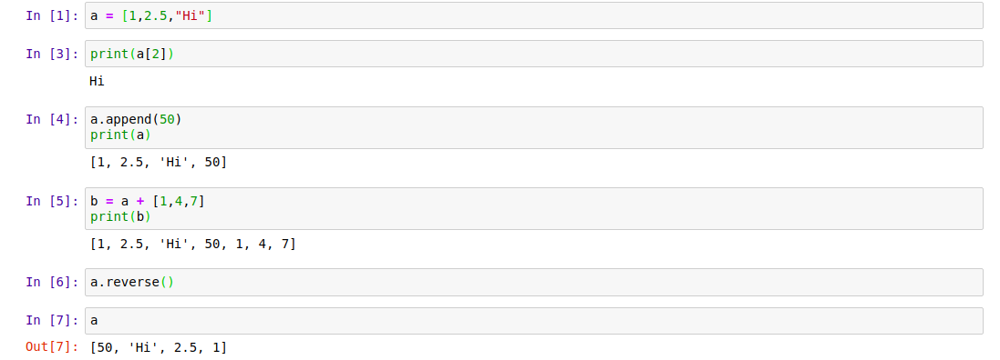 In [1]: a = [1,2.5,"Hi"]
In [3]: print(a[2])
Hi
In [4]: a.append(50)
print(a)
[1, 2.5, 'Hi', 50]
In [5]: b = a + [1,4,7]
print(b)
[1, 2.5, 'Hi', 50, 1, 4, 7]
In [6]: a.reverse()
In [7]: a
Out[7]: [50, 'Hi', 2.5, 1]